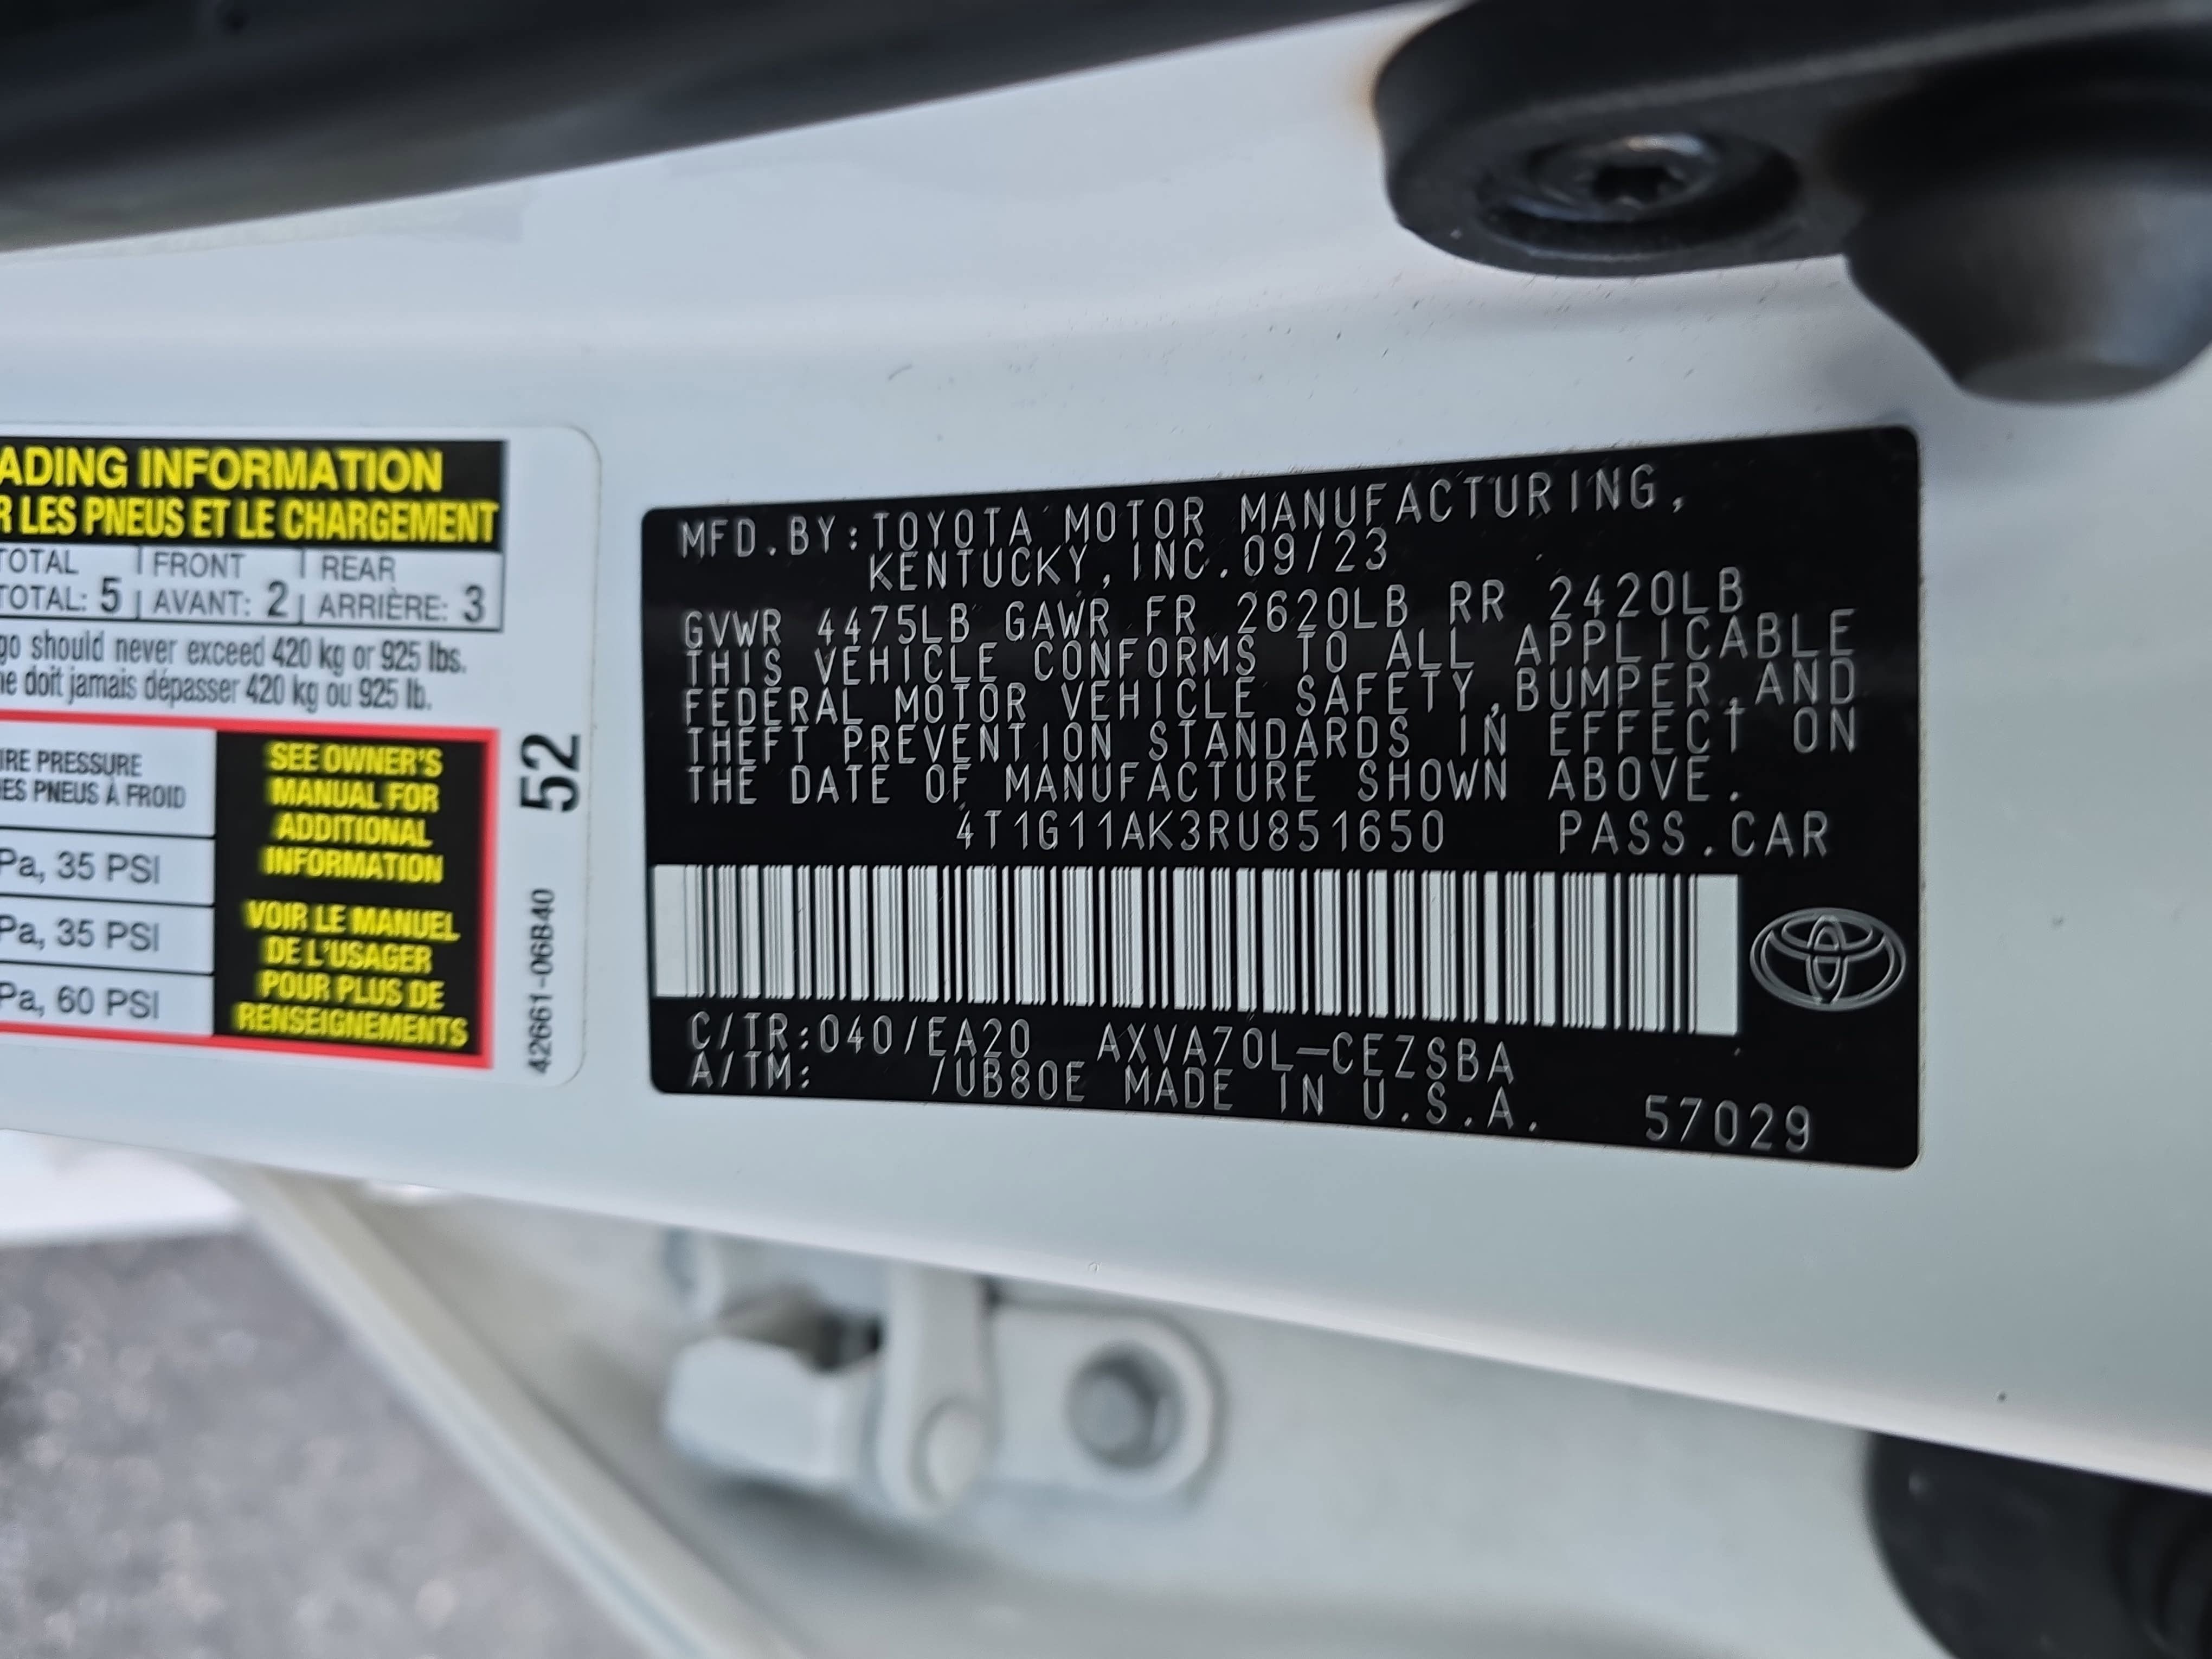 ADING INFORMATION
R LES PNEUS ET LE CHARGEMENT
TOTAL FRONT REAR
TOTAL: 5 AVANT: 2 ARRIÈRE: 3
go should never exceed 420 kg or 925 lbs.
ne doit jamais dépasser 420 kg ou 925 lb.
IRE PRESSURE
ES PNEUS À FROID
Pa, 35 PSI
Pa, 35 PSI
Pa, 60 PSI
SEE OWNER'S
MANUAL FOR
ADDITIONAL
INFORMATION
VOIR LE MANUEL
DE L'USAGER
POUR PLUS DE
RENSEIGNEMENTS
52
42661-06B40
MFD.BY:TOYOTA MOTOR MANUFACTURING,
KENTUCKY,INC.09/23
GVWR 4475LB GAWR FR 2620LB RR 2420LB
THIS VEHICLE CONFORMS TO ALL APPLICABLE
FEDERAL MOTOR VEHICLE SAFETY,BUMPER,AND
THEFT PREVENTION STANDARDS IN EFFECT ON
THE DATE OF MANUFACTURE SHOWN ABOVE.
4T1G11AK3RU851650 PASS.CAR
C/TR:040/EA20 AXVA70L-CEZSBA
A/TM: /UB80E MADE IN U.S.A.
57029